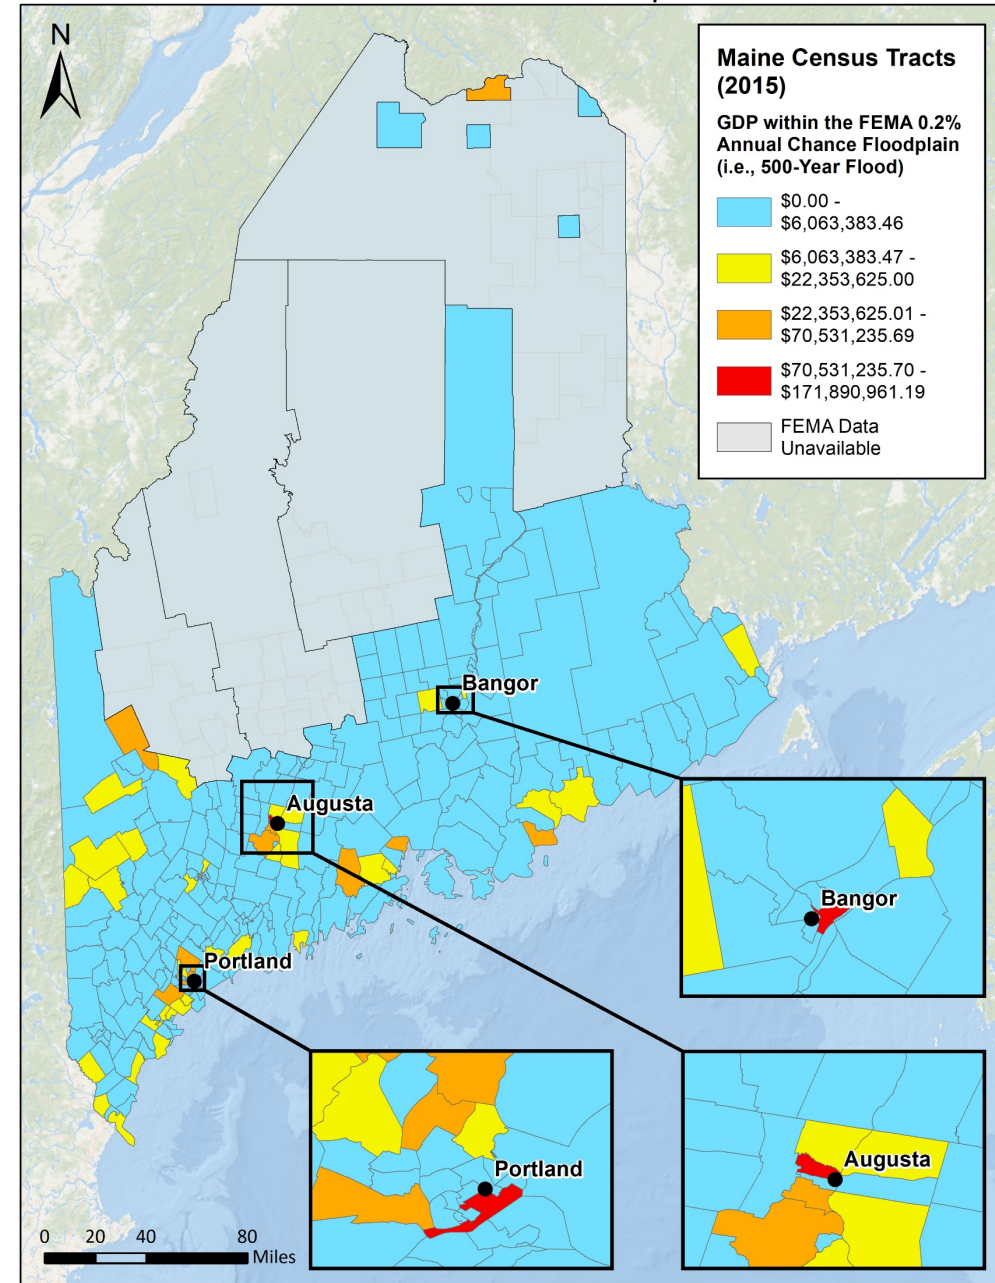 N
Maine Census Tracts
(2015)
GDP within the FEMA 0.2%
Annual Chance Floodplain
(i.e., 500-Year Flood)
$0.00 -
$6,063,383.46
$6,063,383.47 -
$22,353,625.00
$22,353,625.01 -
$70,531,235.69
$70,531,235.70 -
$171,890,961.19
FEMA Data
Unavailable
Bangor
Augusta
Portland
Bangor
Portland
Augusta
0 20 40 80
Miles